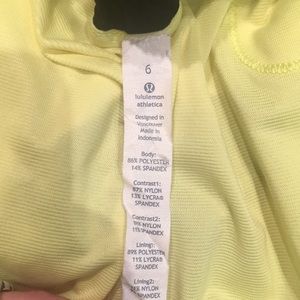 6
lululemon
athletica
Designed in
Vancouver
Made in
Indonesia
Body:
86% POLYESTER
14% SPANDEX
Contrast1:
NYLON
13% LYCRA®
SPANDEX
Contrast2:
NYLON
SPANDEX
Lining:
89% POLYESTER
11% LYCRA®
SPANDEX
Lining2:
NYLON
SPANDEX